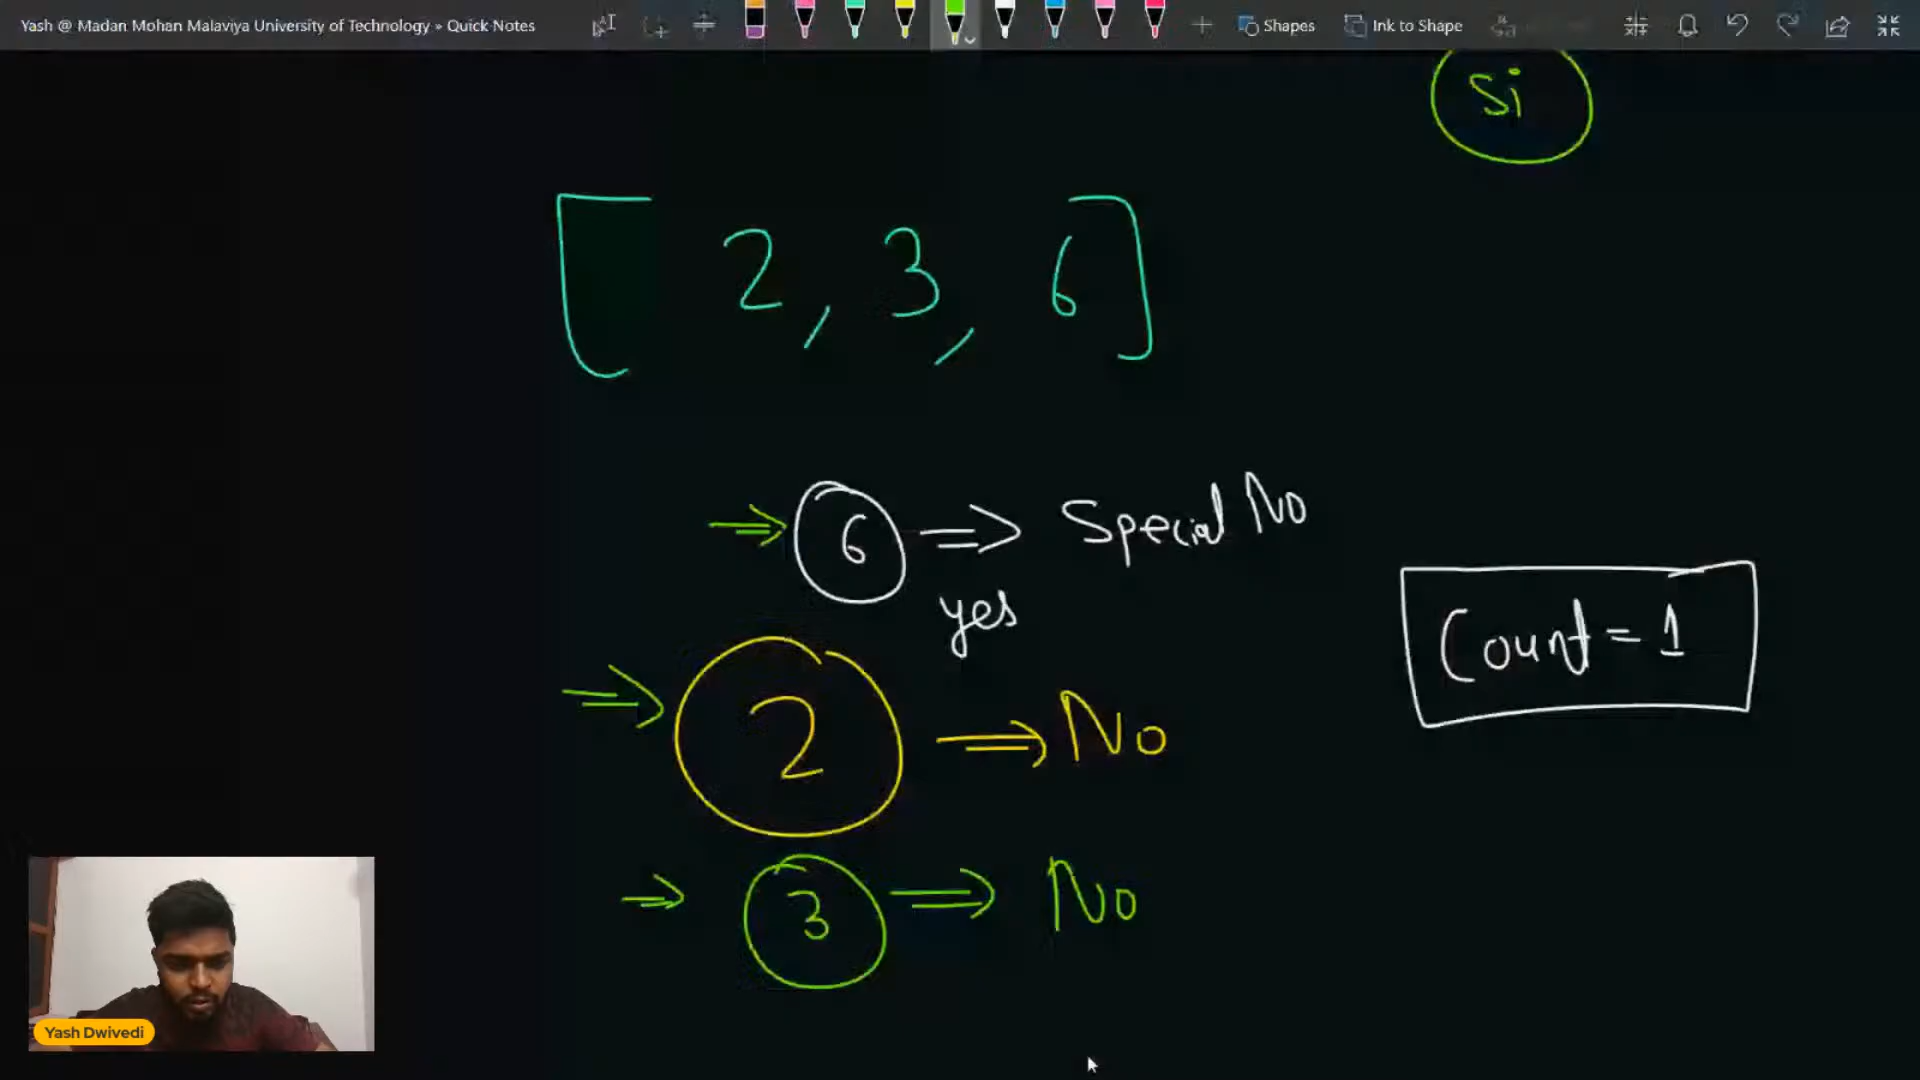 Yash @ Madan Mohan Malaviya University of Technology » Quick Notes
Shapes
Ink to Shape
Si
[ 2, 3, 6]
6 => Special No
yes
Count = 1
2 => No
3 => No
Yash Dwivedi